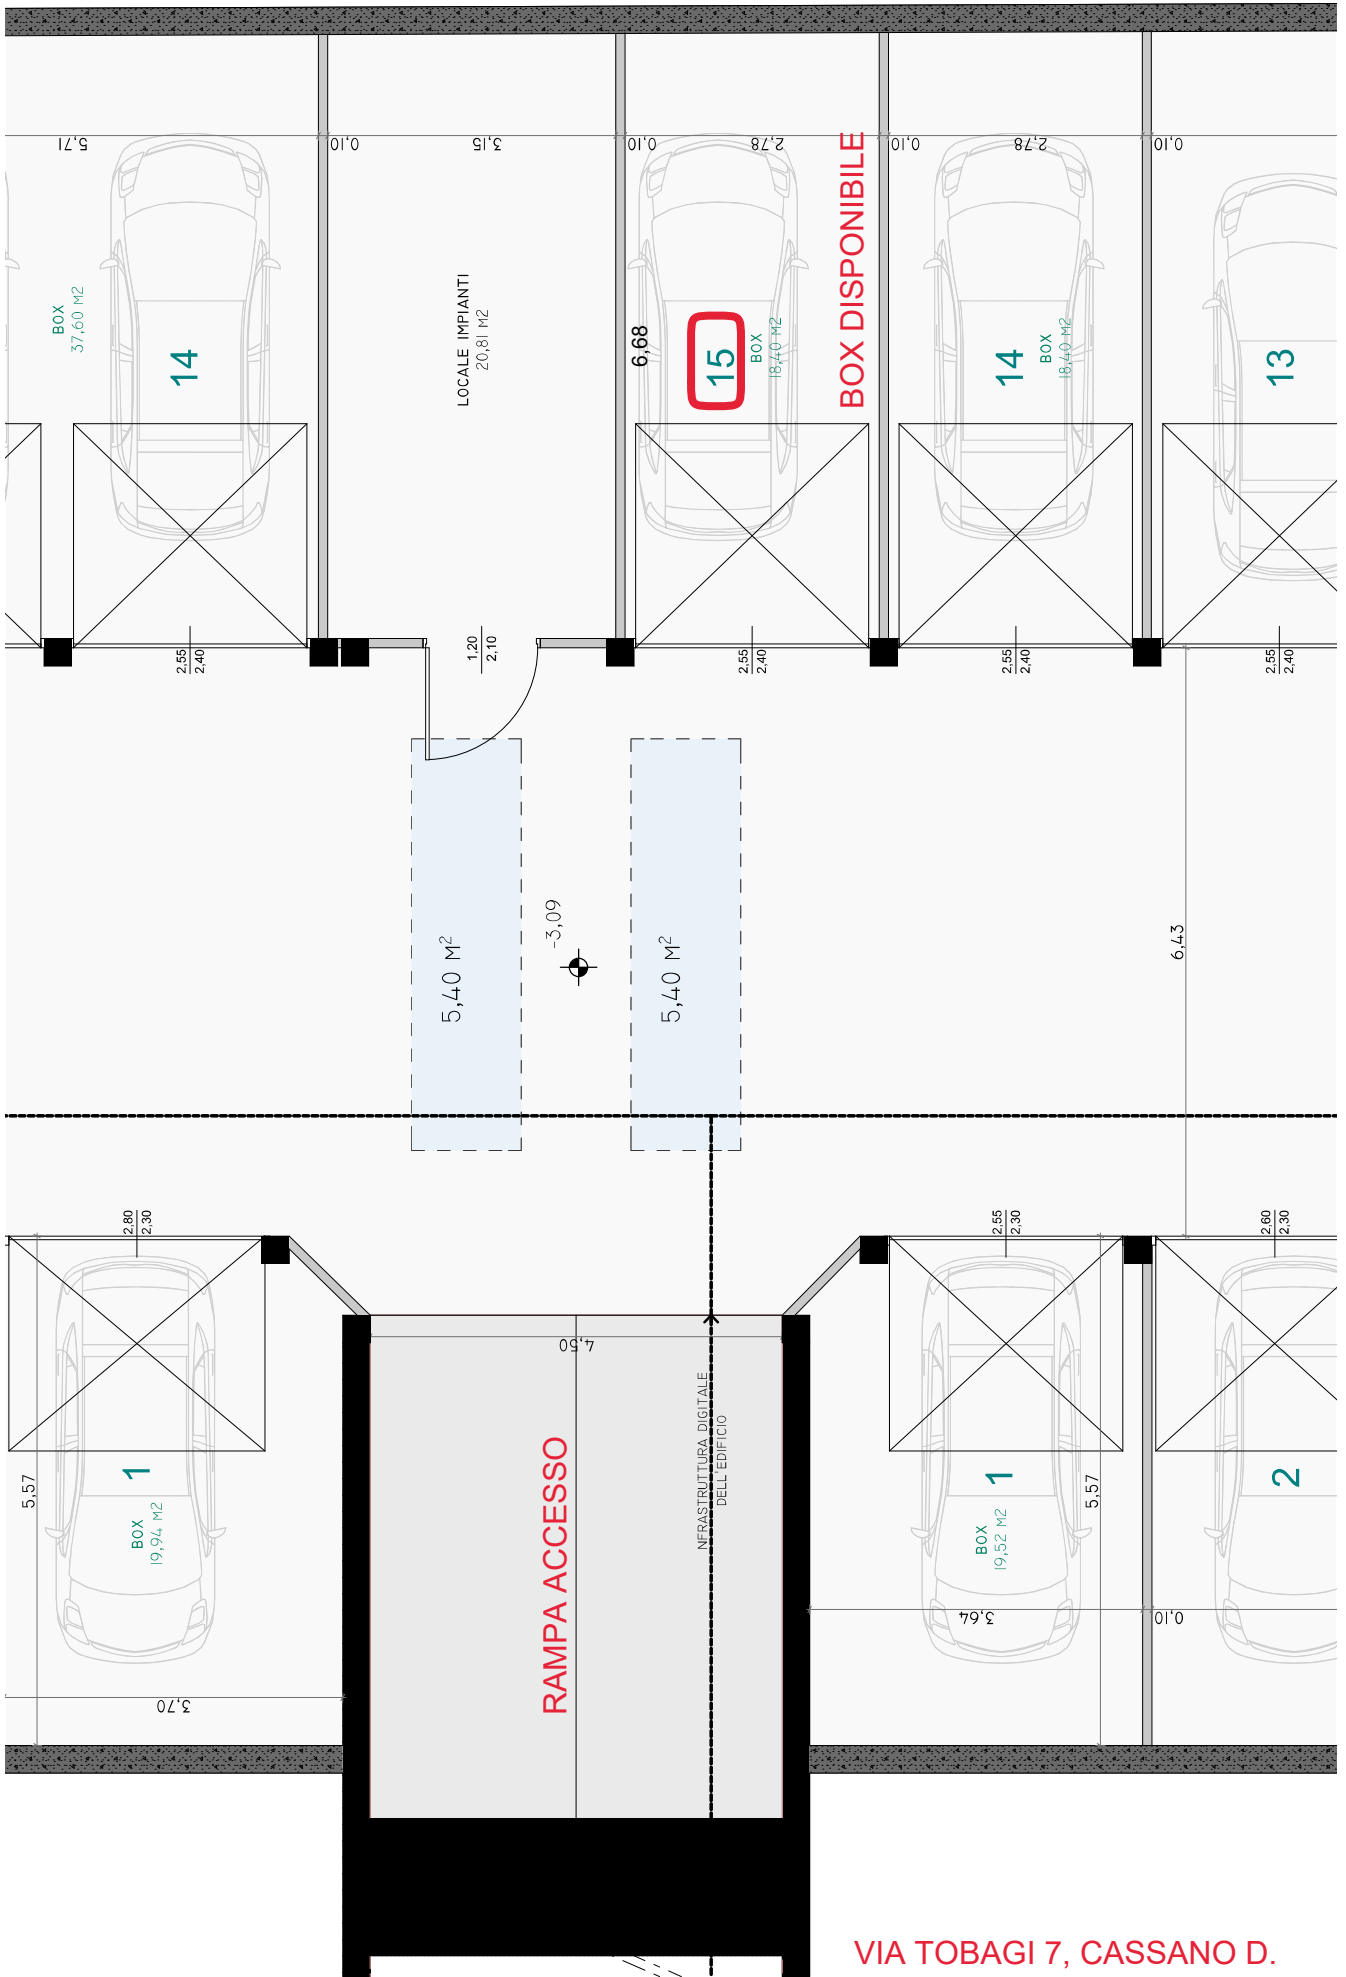 5,71
0,10
3,15
0,10
2,78
0,10
2,78
0,10
BOX
37,60 M2
14
LOCALE IMPIANTI
20,81 M2
6,68
15
BOX
18,40 M2
BOX DISPONIBILE
14
BOX
18,40 M2
13
2,55
2,40
1,20
2,10
2,55
2,40
2,55
2,40
2,55
2,40
5,40 M²
-3,09
5,40 M²
6,43
2,80
2,30
2,55
2,30
2,60
2,30
4,50
5,57
1
BOX
19,94 M2
RAMPA ACCESSO
NFRASTRUTTURA DIGITALE
DELL'EDIFICIO
1
BOX
19,52 M2
5,57
2
3,64
0,10
3,70
VIA TOBAGI 7, CASSANO D.